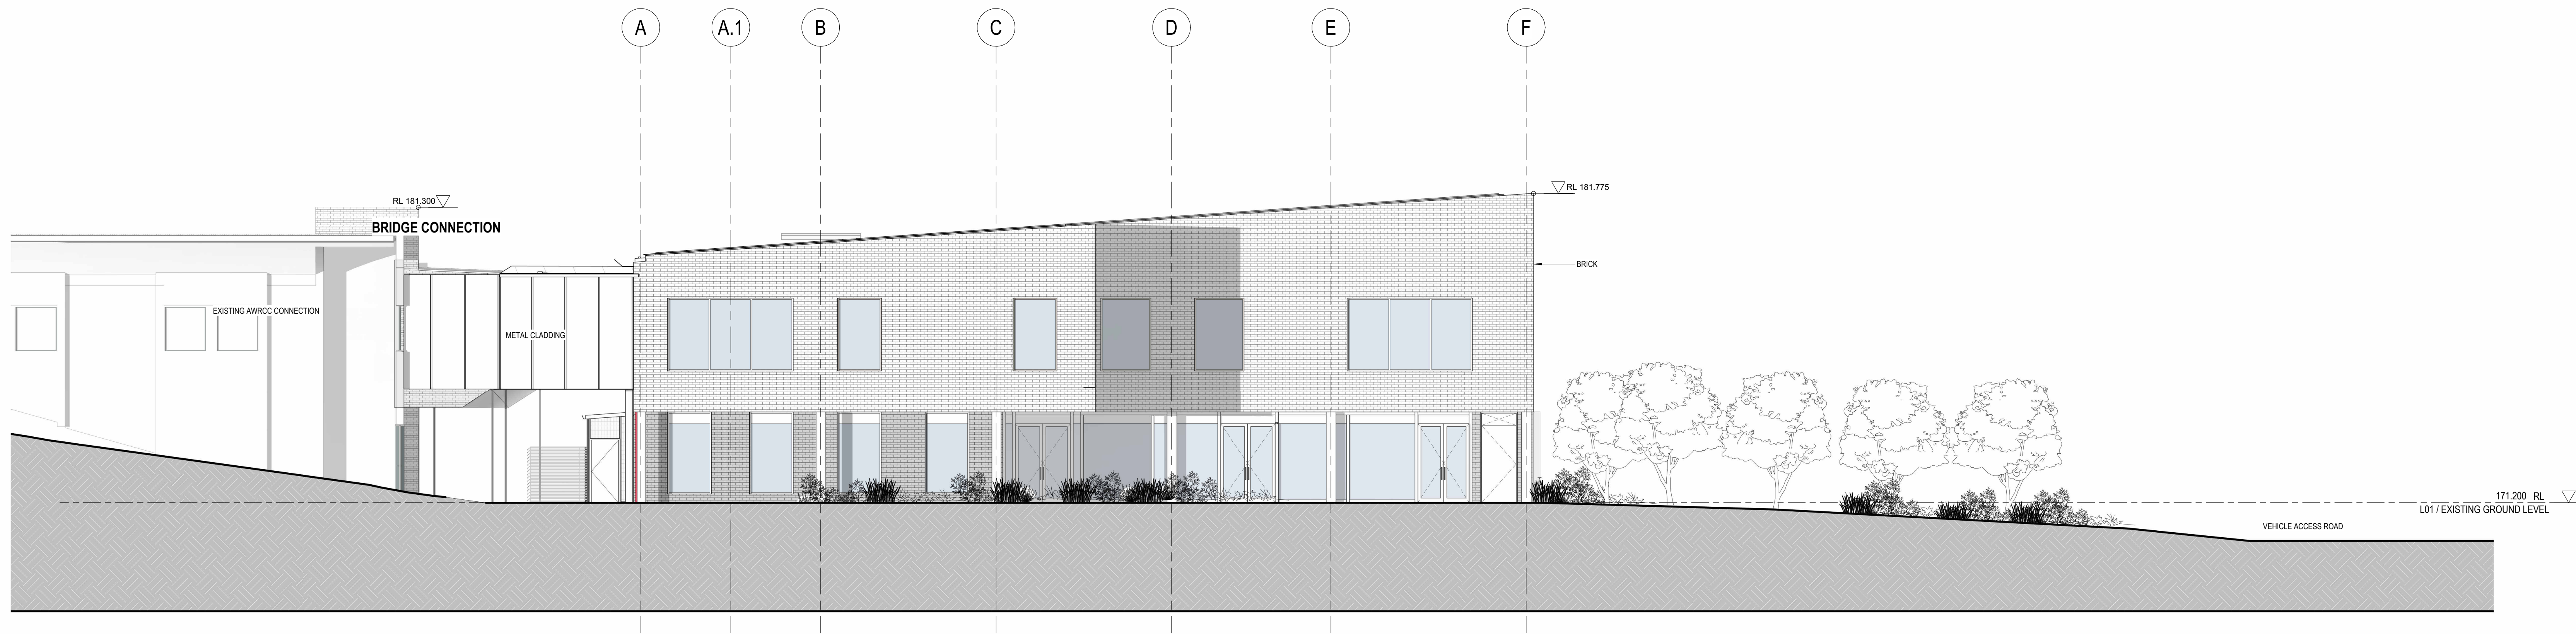 A
A.1
B
C
D
E
F
RL 181.775
RL 181.300
BRIDGE CONNECTION
BRICK
EXISTING AWRCC CONNECTION
METAL CLADDING
171.200 RL
L01 / EXISTING GROUND LEVEL
VEHICLE ACCESS ROAD